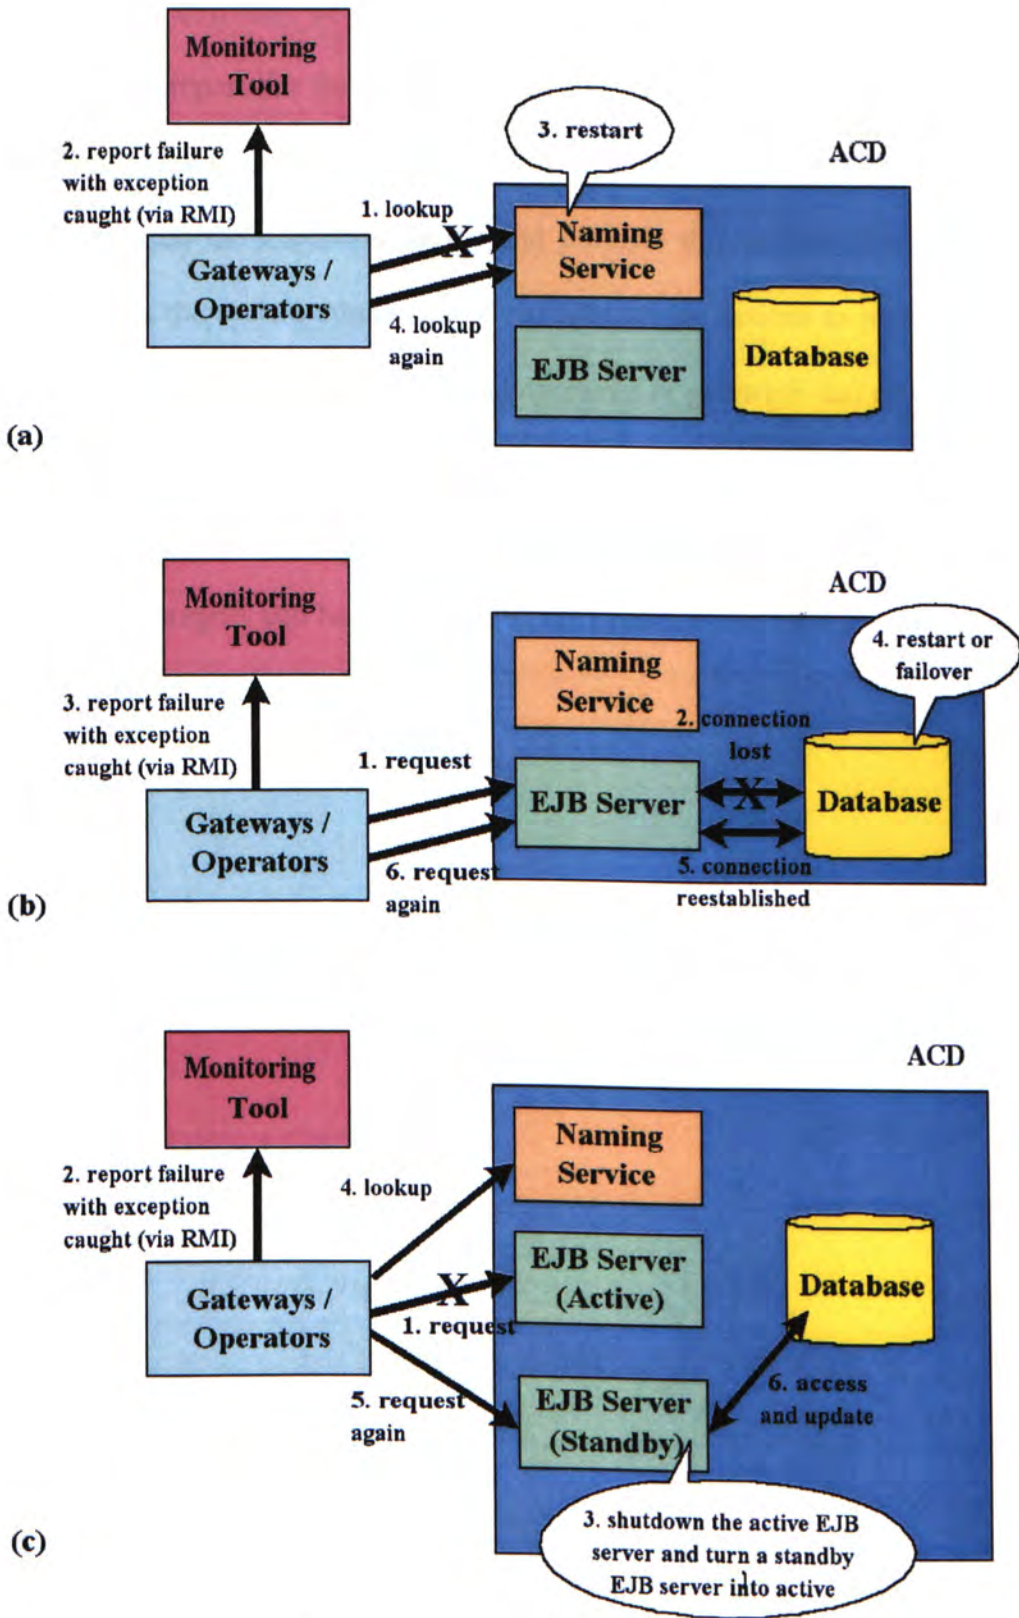 Monitoring
Tool
3. restart
ACD
2. report failure
with exception
caught (via RMI)
1. lookup
X
Naming
Service
Gateways /
Operators
4. lookup
again
EJB Server
Database
(a)
ACD
Monitoring
Tool
4. restart or
failover
Naming
Service
3. report failure
with exception
caught (via RMI)
2. connection
lost
1. request
EJB Server
X
Database
Gateways /
Operators
6. request
again
5. connection
reestablished
(b)
ACD
Monitoring
Tool
Naming
Service
2. report failure
with exception
caught (via RMI)
4. lookup
EJB Server
(Active)
Database
Gateways /
Operators
X
1. request
5. request
again
EJB Server
(Standby)
6. access
and update
3. shutdown the active EJB
server and turn a standby
EJB server into active
(c)